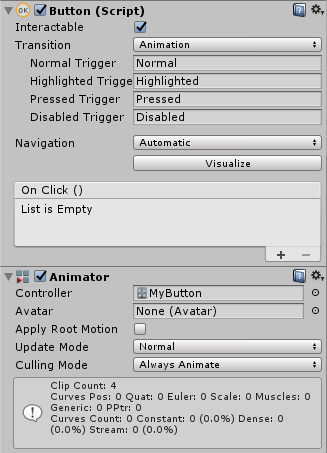 Button (Script)
Interactable
Transition Animation
Normal Trigger Normal
Highlighted Trigge Highlighted
Pressed Trigger Pressed
Disabled Trigger Disabled
Navigation Automatic
Visualize
On Click ()
List is Empty
+ −
Animator
Controller MyButton
Avatar None (Avatar)
Apply Root Motion
Update Mode Normal
Culling Mode Always Animate
Clip Count: 4
Curves Pos: 0 Quat: 0 Euler: 0 Scale: 0 Muscles: 0
Generic: 0 PPtr: 0
Curves Count: 0 Constant: 0 (0.0%) Dense: 0
(0.0%) Stream: 0 (0.0%)